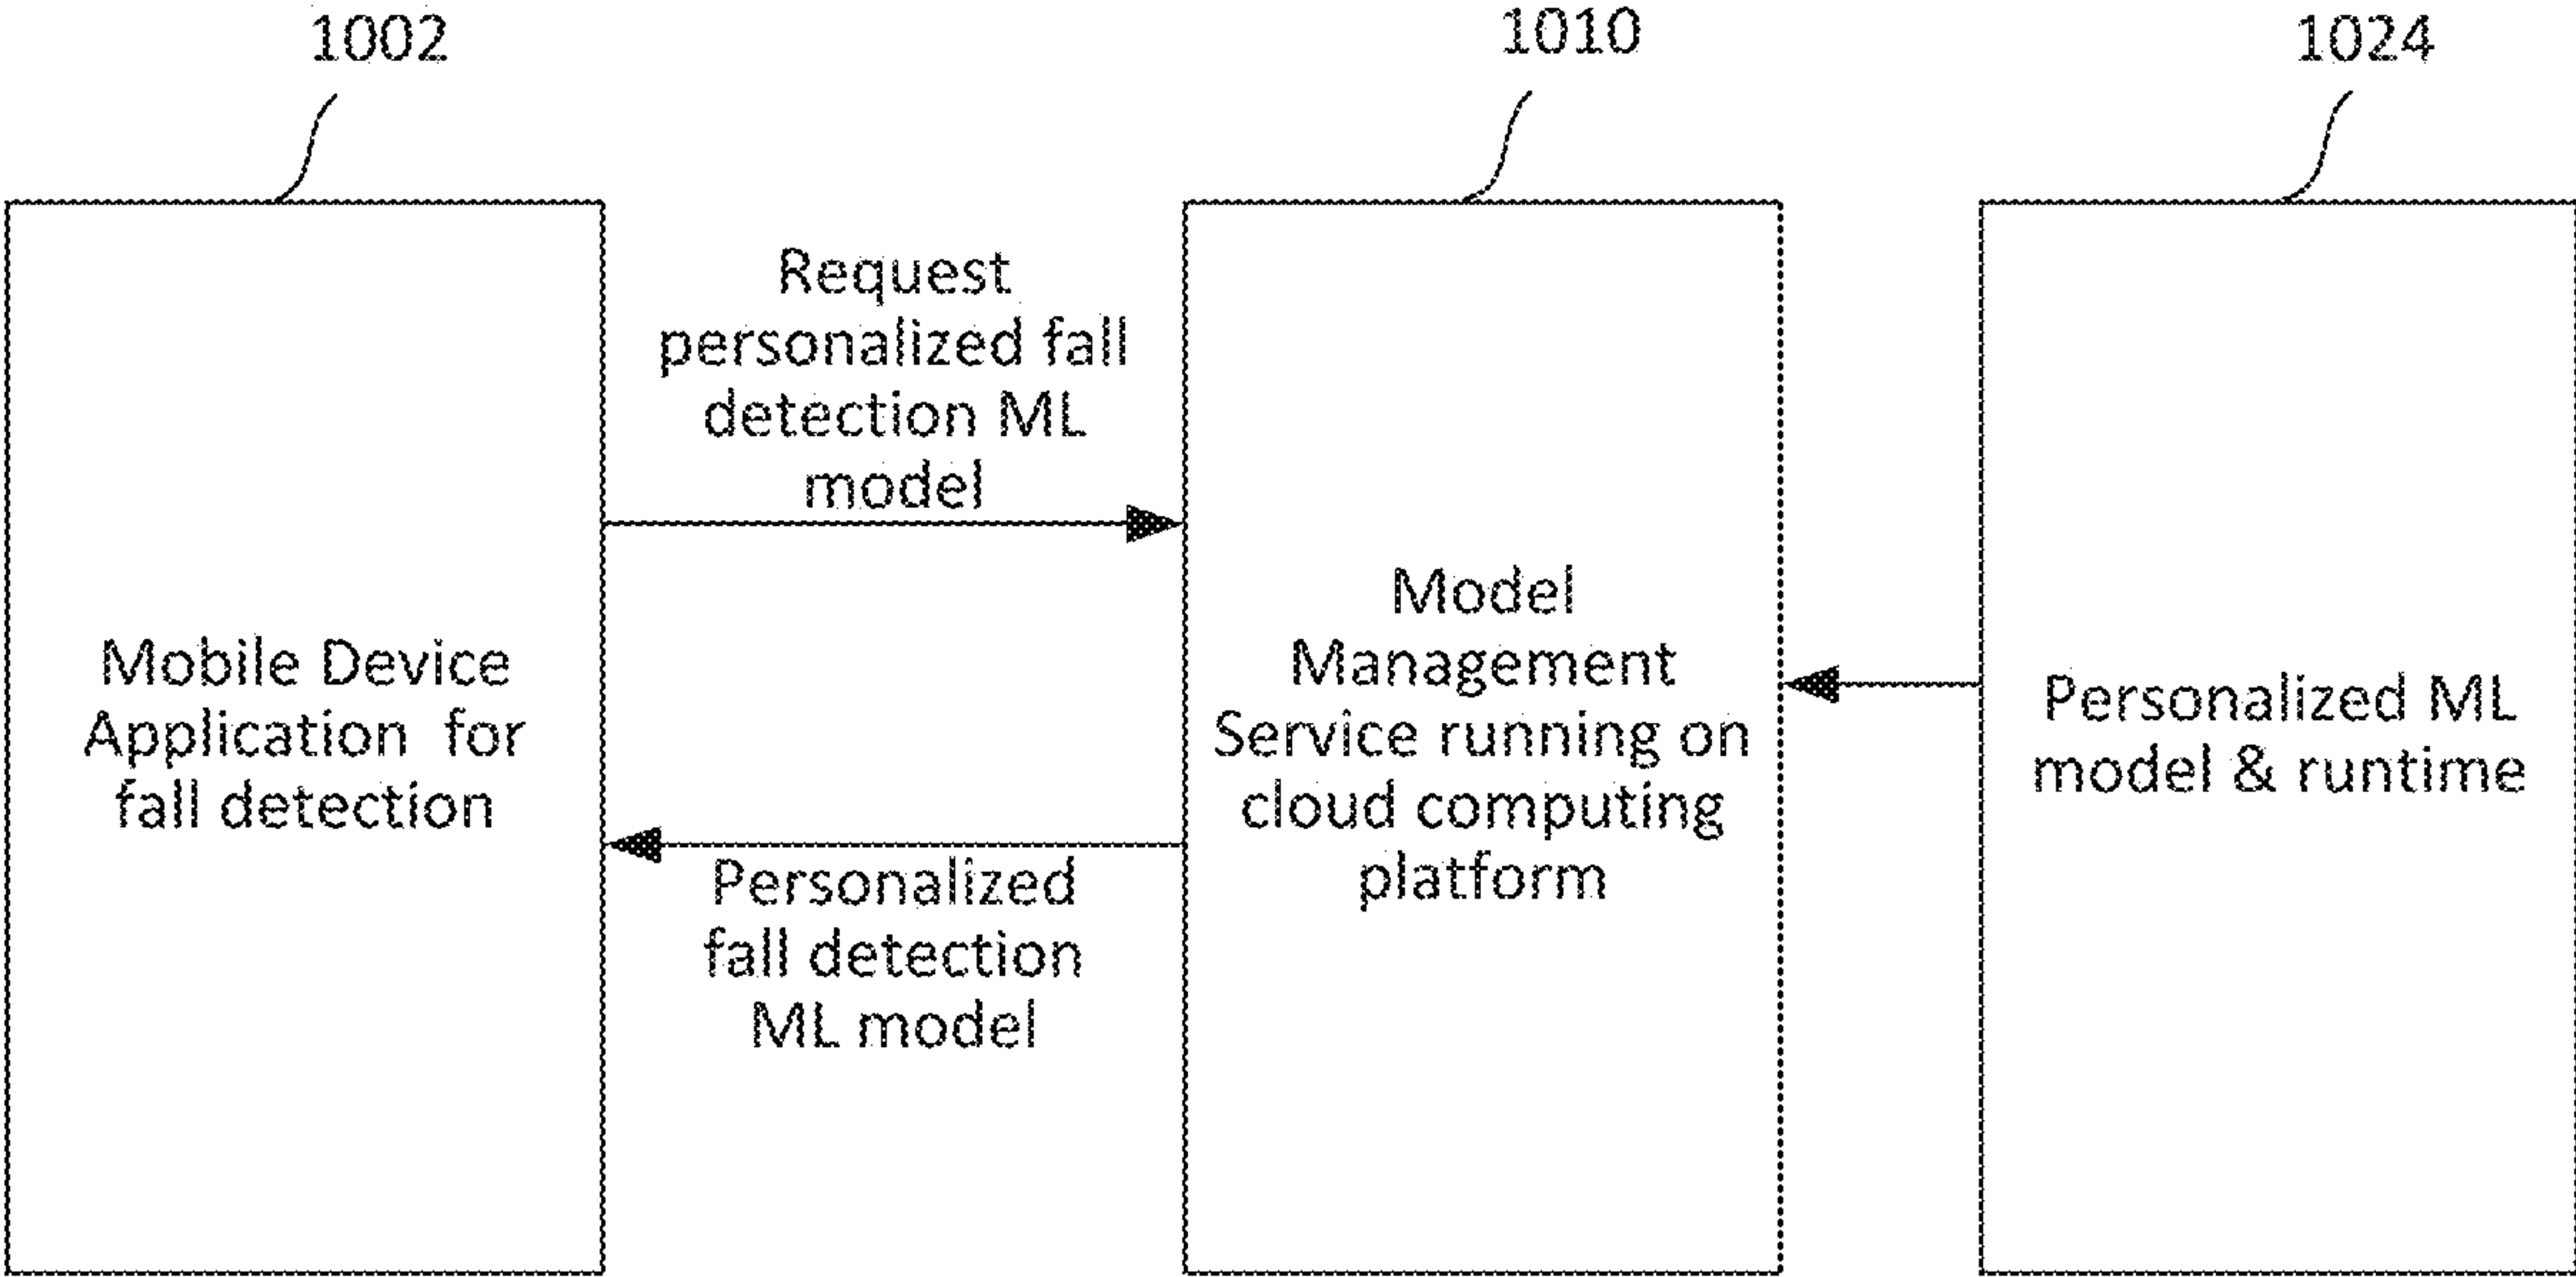 1002
1010
1024
Request
personalized fall
detection ML
model
Mobile Device
Application for
fall detection
Personalized
fall detection
ML model
Model
Management
Service running on
cloud computing
platform
Personalized ML
model & runtime